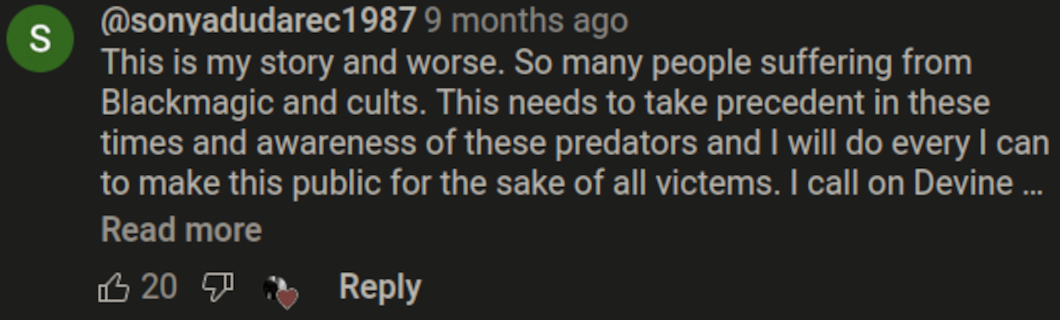 S
@sonyadudarec1987 9 months ago
This is my story and worse. So many people suffering from
Blackmagic and cults. This needs to take precedent in these
times and awareness of these predators and I will do every I can
to make this public for the sake of all victems. I call on Devine ...
Read more
20 Reply